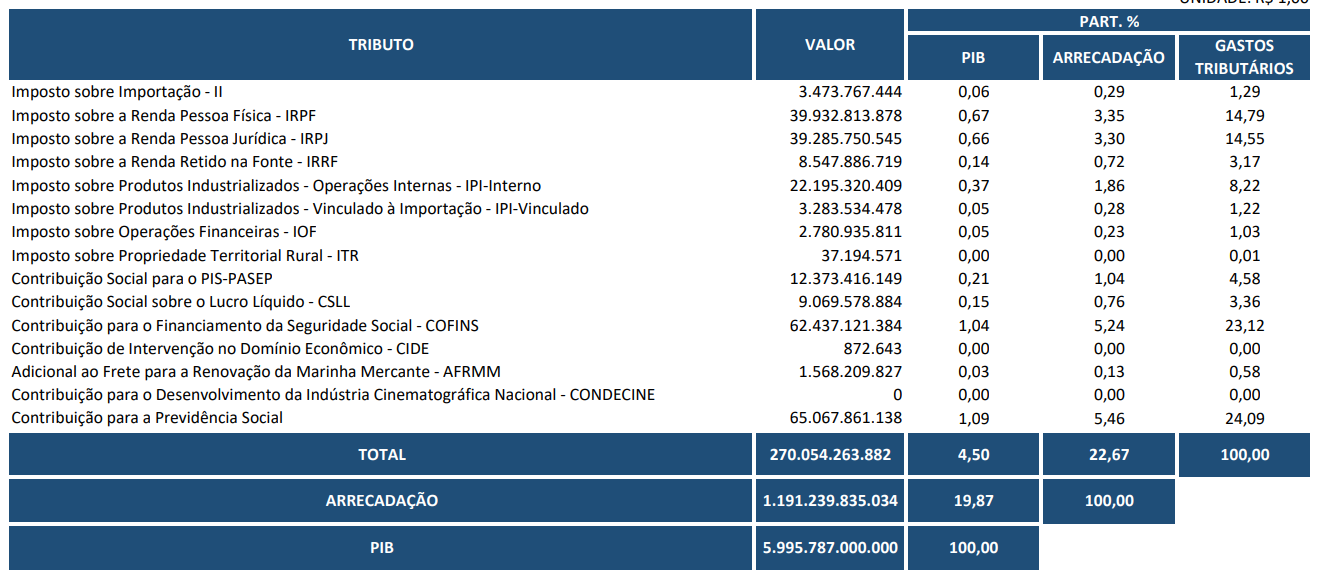 UNIDADE: R$ 1,00
TRIBUTO VALOR PART. %
PIB ARRECADAÇÃO GASTOS TRIBUTÁRIOS
Imposto sobre Importação - II 3.473.767.444 0,06 0,29 1,29
Imposto sobre a Renda Pessoa Física - IRPF 39.932.813.878 0,67 3,35 14,79
Imposto sobre a Renda Pessoa Jurídica - IRPJ 39.285.750.545 0,66 3,30 14,55
Imposto sobre a Renda Retido na Fonte - IRRF 8.547.886.719 0,14 0,72 3,17
Imposto sobre Produtos Industrializados - Operações Internas - IPI-Interno 22.195.320.409 0,37 1,86 8,22
Imposto sobre Produtos Industrializados - Vinculado à Importação - IPI-Vinculado 3.283.534.478 0,05 0,28 1,22
Imposto sobre Operações Financeiras - IOF 2.780.935.811 0,05 0,23 1,03
Imposto sobre Propriedade Territorial Rural - ITR 37.194.571 0,00 0,00 0,01
Contribuição Social para o PIS-PASEP 12.373.416.149 0,21 1,04 4,58
Contribuição Social sobre o Lucro Líquido - CSLL 9.069.578.884 0,15 0,76 3,36
Contribuição para o Financiamento da Seguridade Social - COFINS 62.437.121.384 1,04 5,24 23,12
Contribuição de Intervenção no Domínio Econômico - CIDE 872.643 0,00 0,00 0,00
Adicional ao Frete para a Renovação da Marinha Mercante - AFRMM 1.568.209.827 0,03 0,13 0,58
Contribuição para o Desenvolvimento da Indústria Cinematográfica Nacional - CONDECINE 0 0,00 0,00 0,00
Contribuição para a Previdência Social 65.067.861.138 1,09 5,46 24,09
TOTAL 270.054.263.882 4,50 22,67 100,00
ARRECADAÇÃO 1.191.239.835.034 19,87 100,00
PIB 5.995.787.000.000 100,00